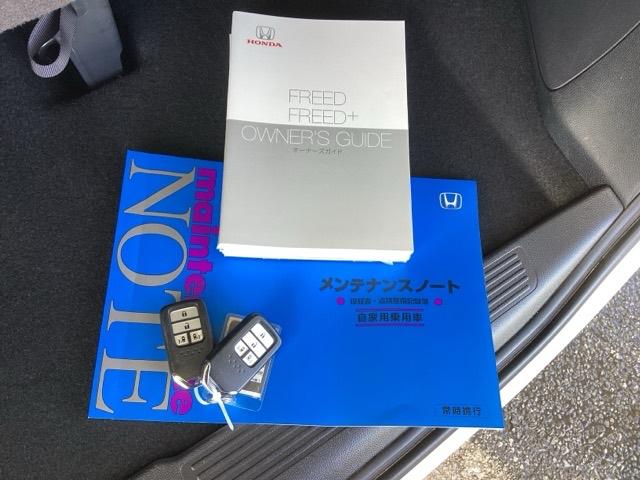 HONDA
FREED
FREED+
OWNER'S GUIDE
オーナーズガイド
mainte
NOTE
メンテナンスノート
保証書・点検整備記録簿
自家用乗用車
常時携行